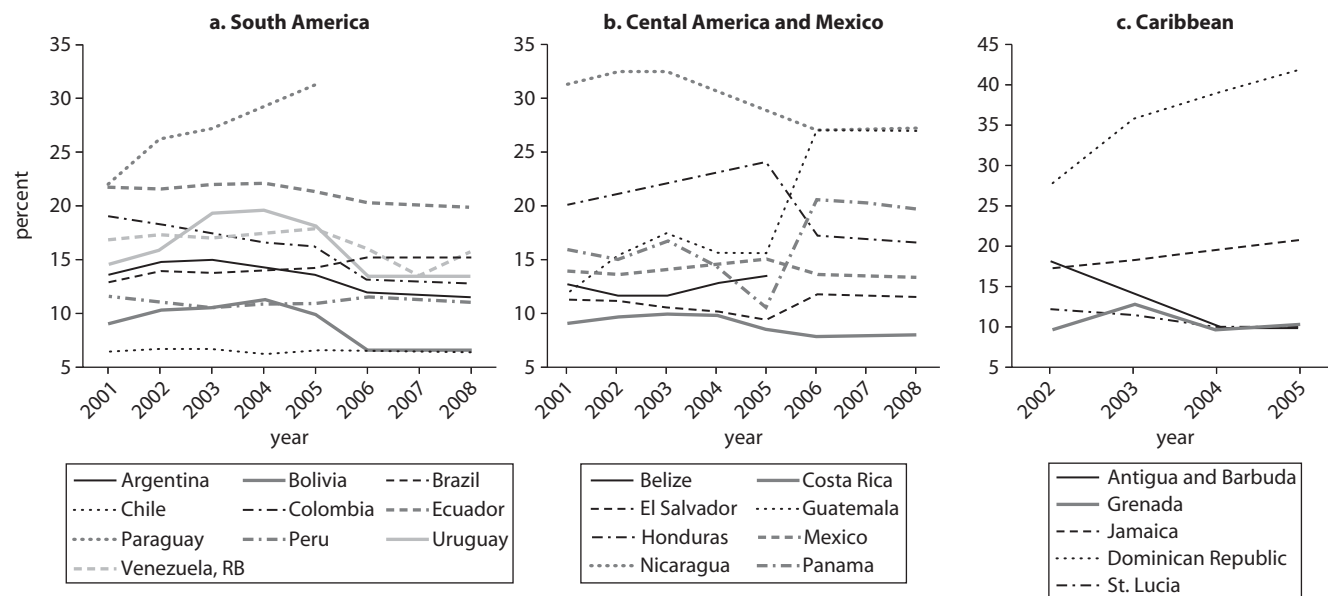 a. South America
35
30
25
20
15
10
5
percent
2001
2002
2003
2004
2005
2006
2007
2008
year
Argentina Bolivia Brazil
Chile Colombia Ecuador
Paraguay Peru Uruguay
Venezuela, RB
b. Cental America and Mexico
35
30
25
20
15
10
5
2001
2002
2003
2004
2005
2006
2008
year
Belize Costa Rica
El Salvador Guatemala
Honduras Mexico
Nicaragua Panama
c. Caribbean
45
40
35
30
25
20
15
10
5
2002
2003
2004
2005
year
Antigua and Barbuda
Grenada
Jamaica
Dominican Republic
St. Lucia